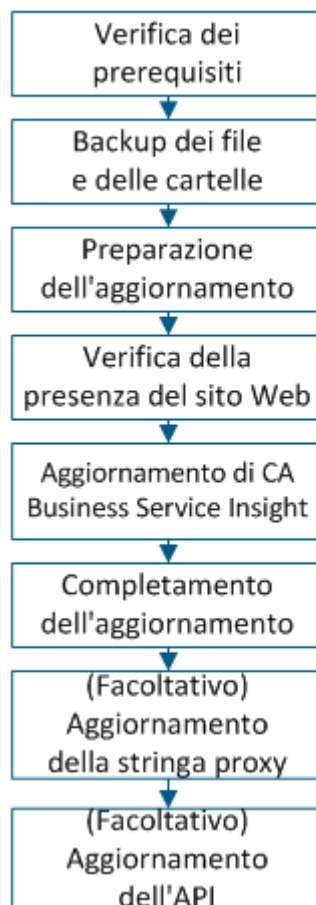 Verifica dei
prerequisiti
Backup dei file
e delle cartelle
Preparazione
dell'aggiornamento
Verifica della
presenza del sito Web
Aggiornamento di CA
Business Service Insight
Completamento
dell'aggiornamento
(Facoltativo)
Aggiornamento
della stringa proxy
(Facoltativo)
Aggiornamento
dell'API